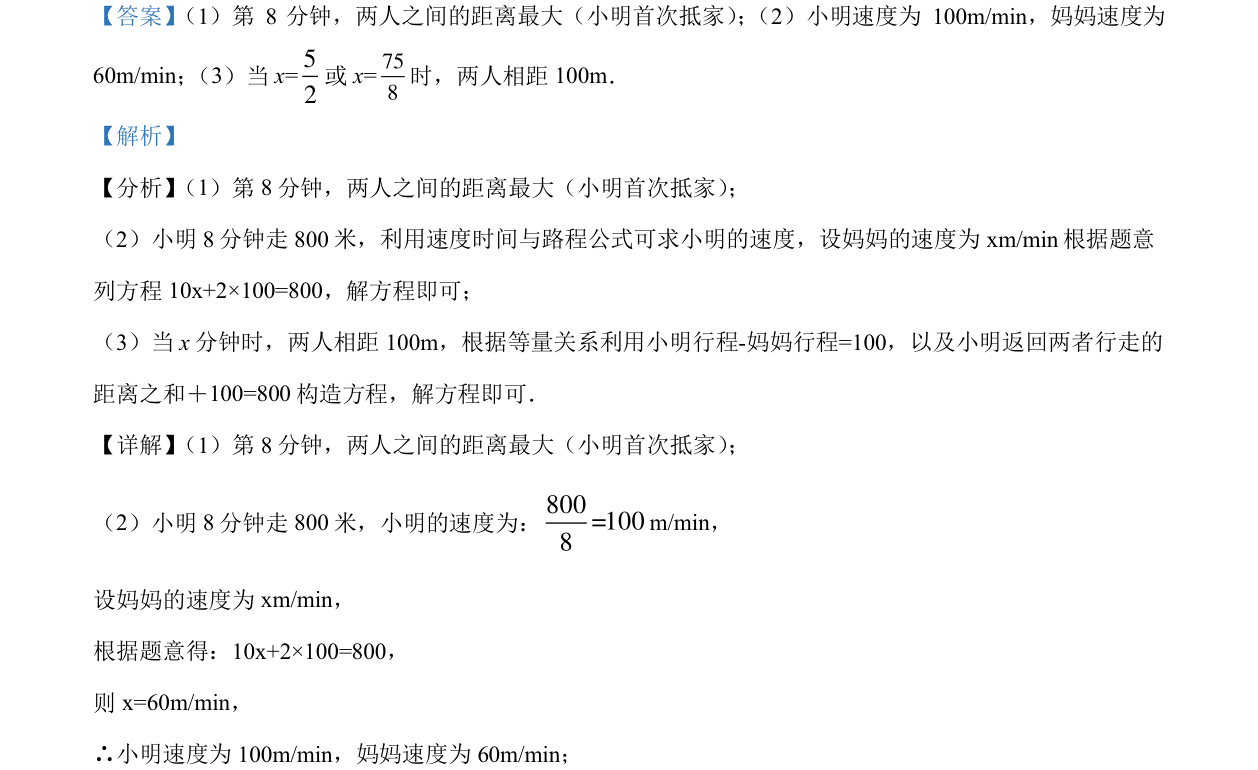 【答案】（1）第 8 分钟，两人之间的距离最大（小明首次抵家）；（2）小明速度为 100m/min，妈妈速度为
60m/min；（3）当 x=5/2 或 x=75/8 时，两人相距 100m．
【解析】
【分析】（1）第 8 分钟，两人之间的距离最大（小明首次抵家）；
（2）小明 8 分钟走 800 米，利用速度时间与路程公式可求小明的速度，设妈妈的速度为 xm/min 根据题意
列方程 10x+2×100=800，解方程即可；
（3）当 x 分钟时，两人相距 100m，根据等量关系利用小明行程-妈妈行程=100，以及小明返回两者行走的
距离之和＋100=800 构造方程，解方程即可．
【详解】（1）第 8 分钟，两人之间的距离最大（小明首次抵家）；
（2）小明 8 分钟走 800 米，小明的速度为：800/8=100 m/min，
设妈妈的速度为 xm/min，
根据题意得：10x+2×100=800，
则 x=60m/min，
∴小明速度为 100m/min，妈妈速度为 60m/min；